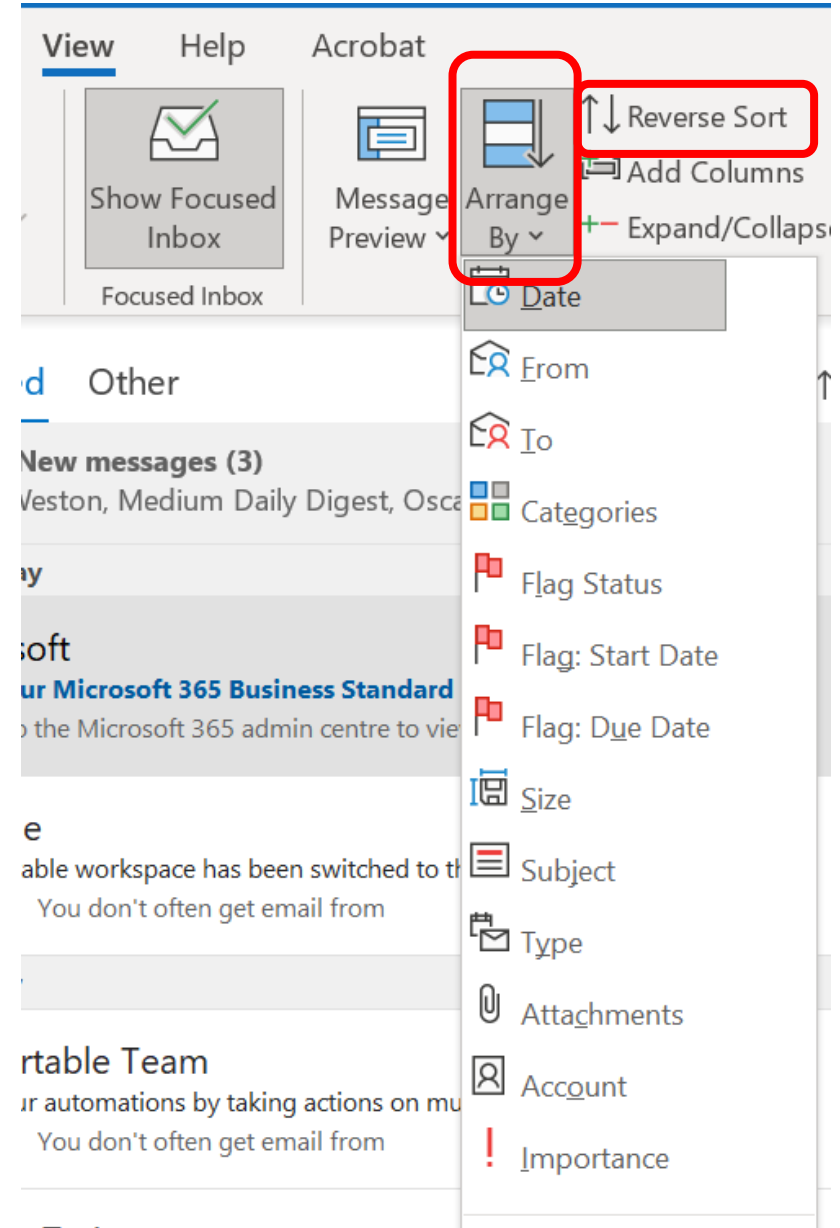 View Help Acrobat
Show Focused Inbox
Focused Inbox
Message Preview
Arrange By
Reverse Sort
Add Columns
Expand/Collaps
Date
From
To
Categories
Flag Status
Flag: Start Date
Flag: Due Date
Size
Subject
Type
Attachments
Account
Importance
Other
New messages (3)
Weston, Medium Daily Digest, Osca
ay
soft
ur Microsoft 365 Business Standard
the Microsoft 365 admin centre to vie
e
able workspace has been switched to th
You don't often get email from
rtable Team
ur automations by taking actions on mu
You don't often get email from